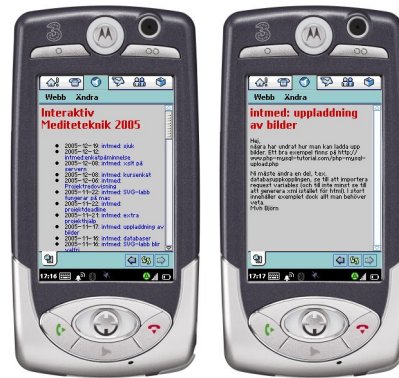 3
Webb Ändra
Interaktiv
Mediteteknik 2005
2005-12-19: intmed: sjuk
2005-12-12:
intmed:enkätpåminnelse
2005-12-08: intmed: xslt på
servern
2005-12-08: intmed: kursenkät
2005-12-06: intmed:
Projektredovisning
2005-11-22: intmed: SVG-labb
fungerar på mac
2005-11-22: intmed:
projektdeadline
2005-11-21: intmed: extra
projekthjälp
2005-11-17: intmed: uppladdning av
bilder
2005-11-16: intmed: databaser
2005-11-16: intmed: SVG-labb blir
17:16
3
Webb Ändra
intmed: uppladdning
av bilder
Hej,
några har undrat hur man kan ladda upp
bilder. Ett bra exempel finns på http://
www.php-mysql-tutorial.com/php-mysql-
upload.php
Ni måste ändra en del, t.ex.
databasuppkopplingen, se till att importera
request variabler (och till inte minst se till
att generera xml istället för html). I stort
innehåller exemplet dock allt man behöver
veta.
Mvh Björn
17:17